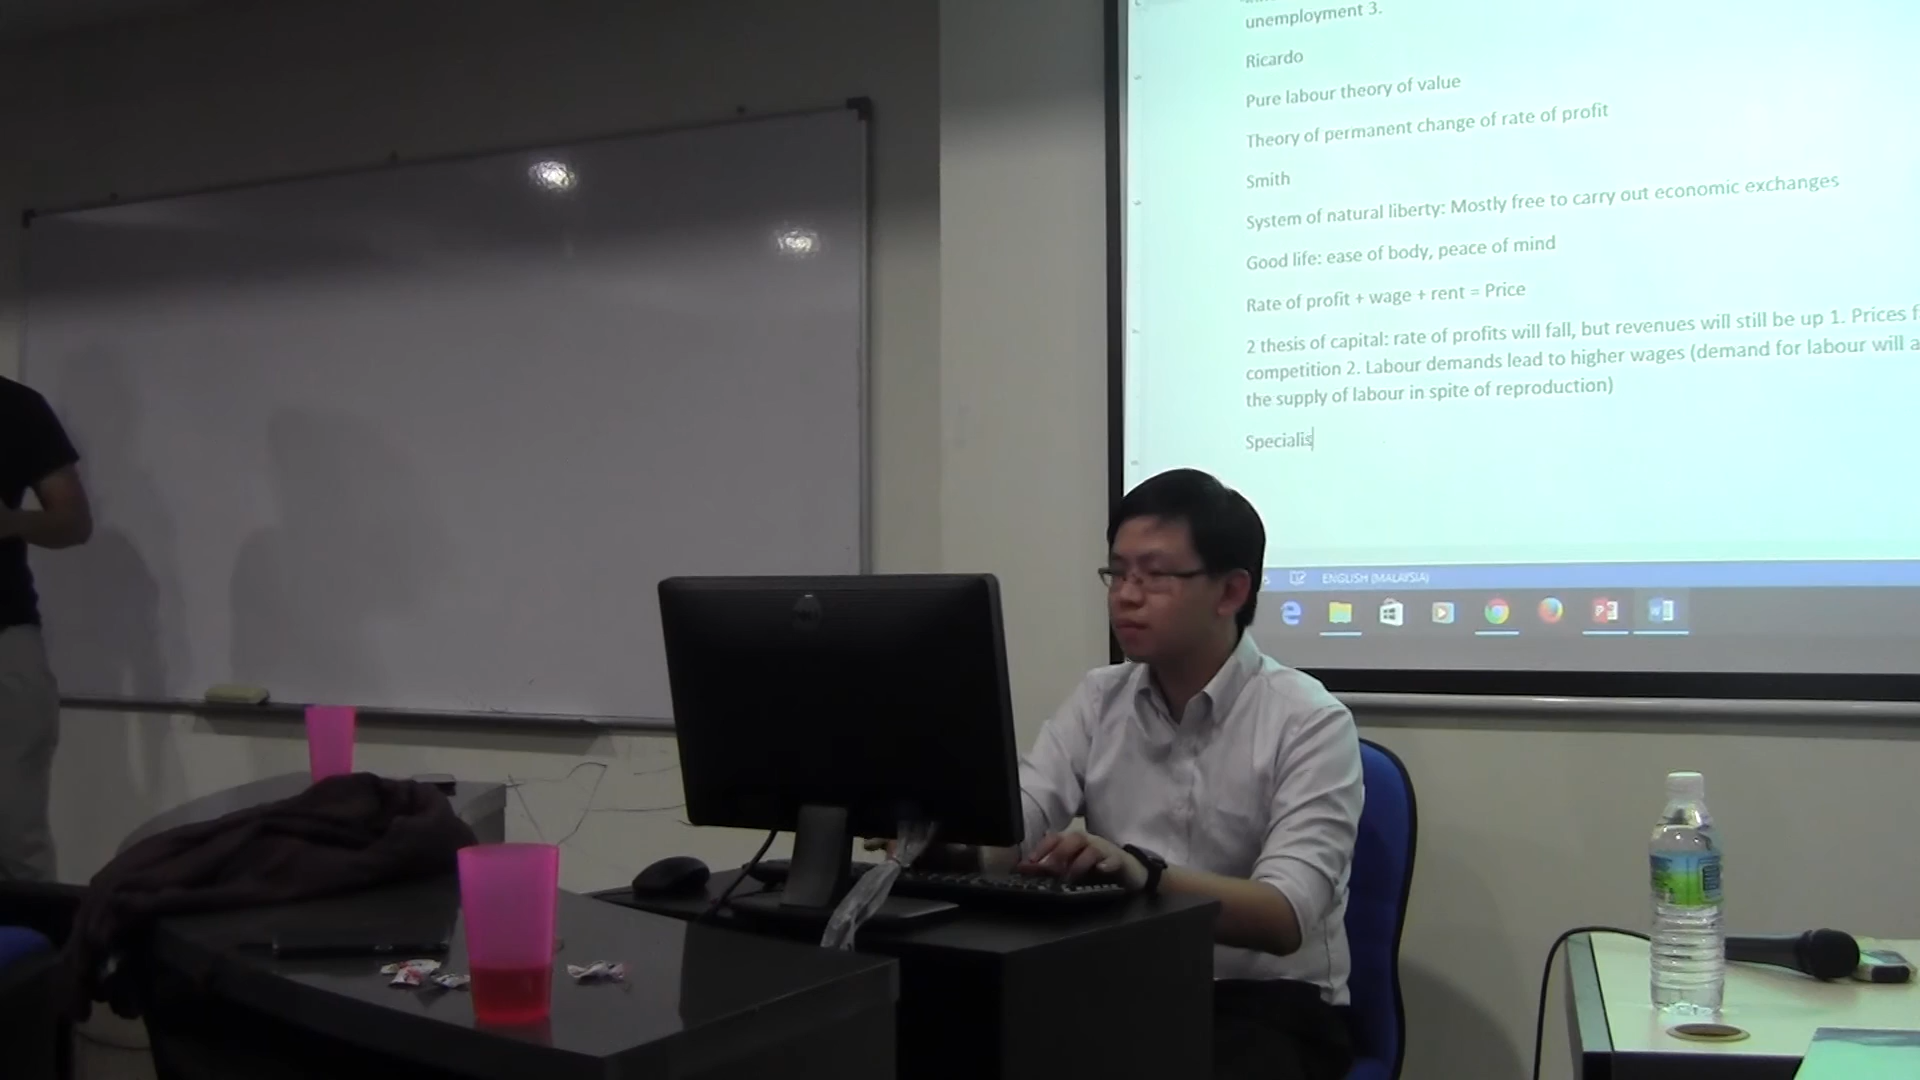 unemployment 3.
Ricardo
Pure labour theory of value
Theory of permanent change of rate of profit
Smith
System of natural liberty: Mostly free to carry out economic exchanges
Good life: ease of body, peace of mind
Rate of profit + wage + rent = Price
2 thesis of capital: rate of profits will fall, but revenues will still be up 1. Prices f
competition 2. Labour demands lead to higher wages (demand for labour will a
the supply of labour in spite of reproduction)
Specialis
ENGLISH (MALAYSIA)